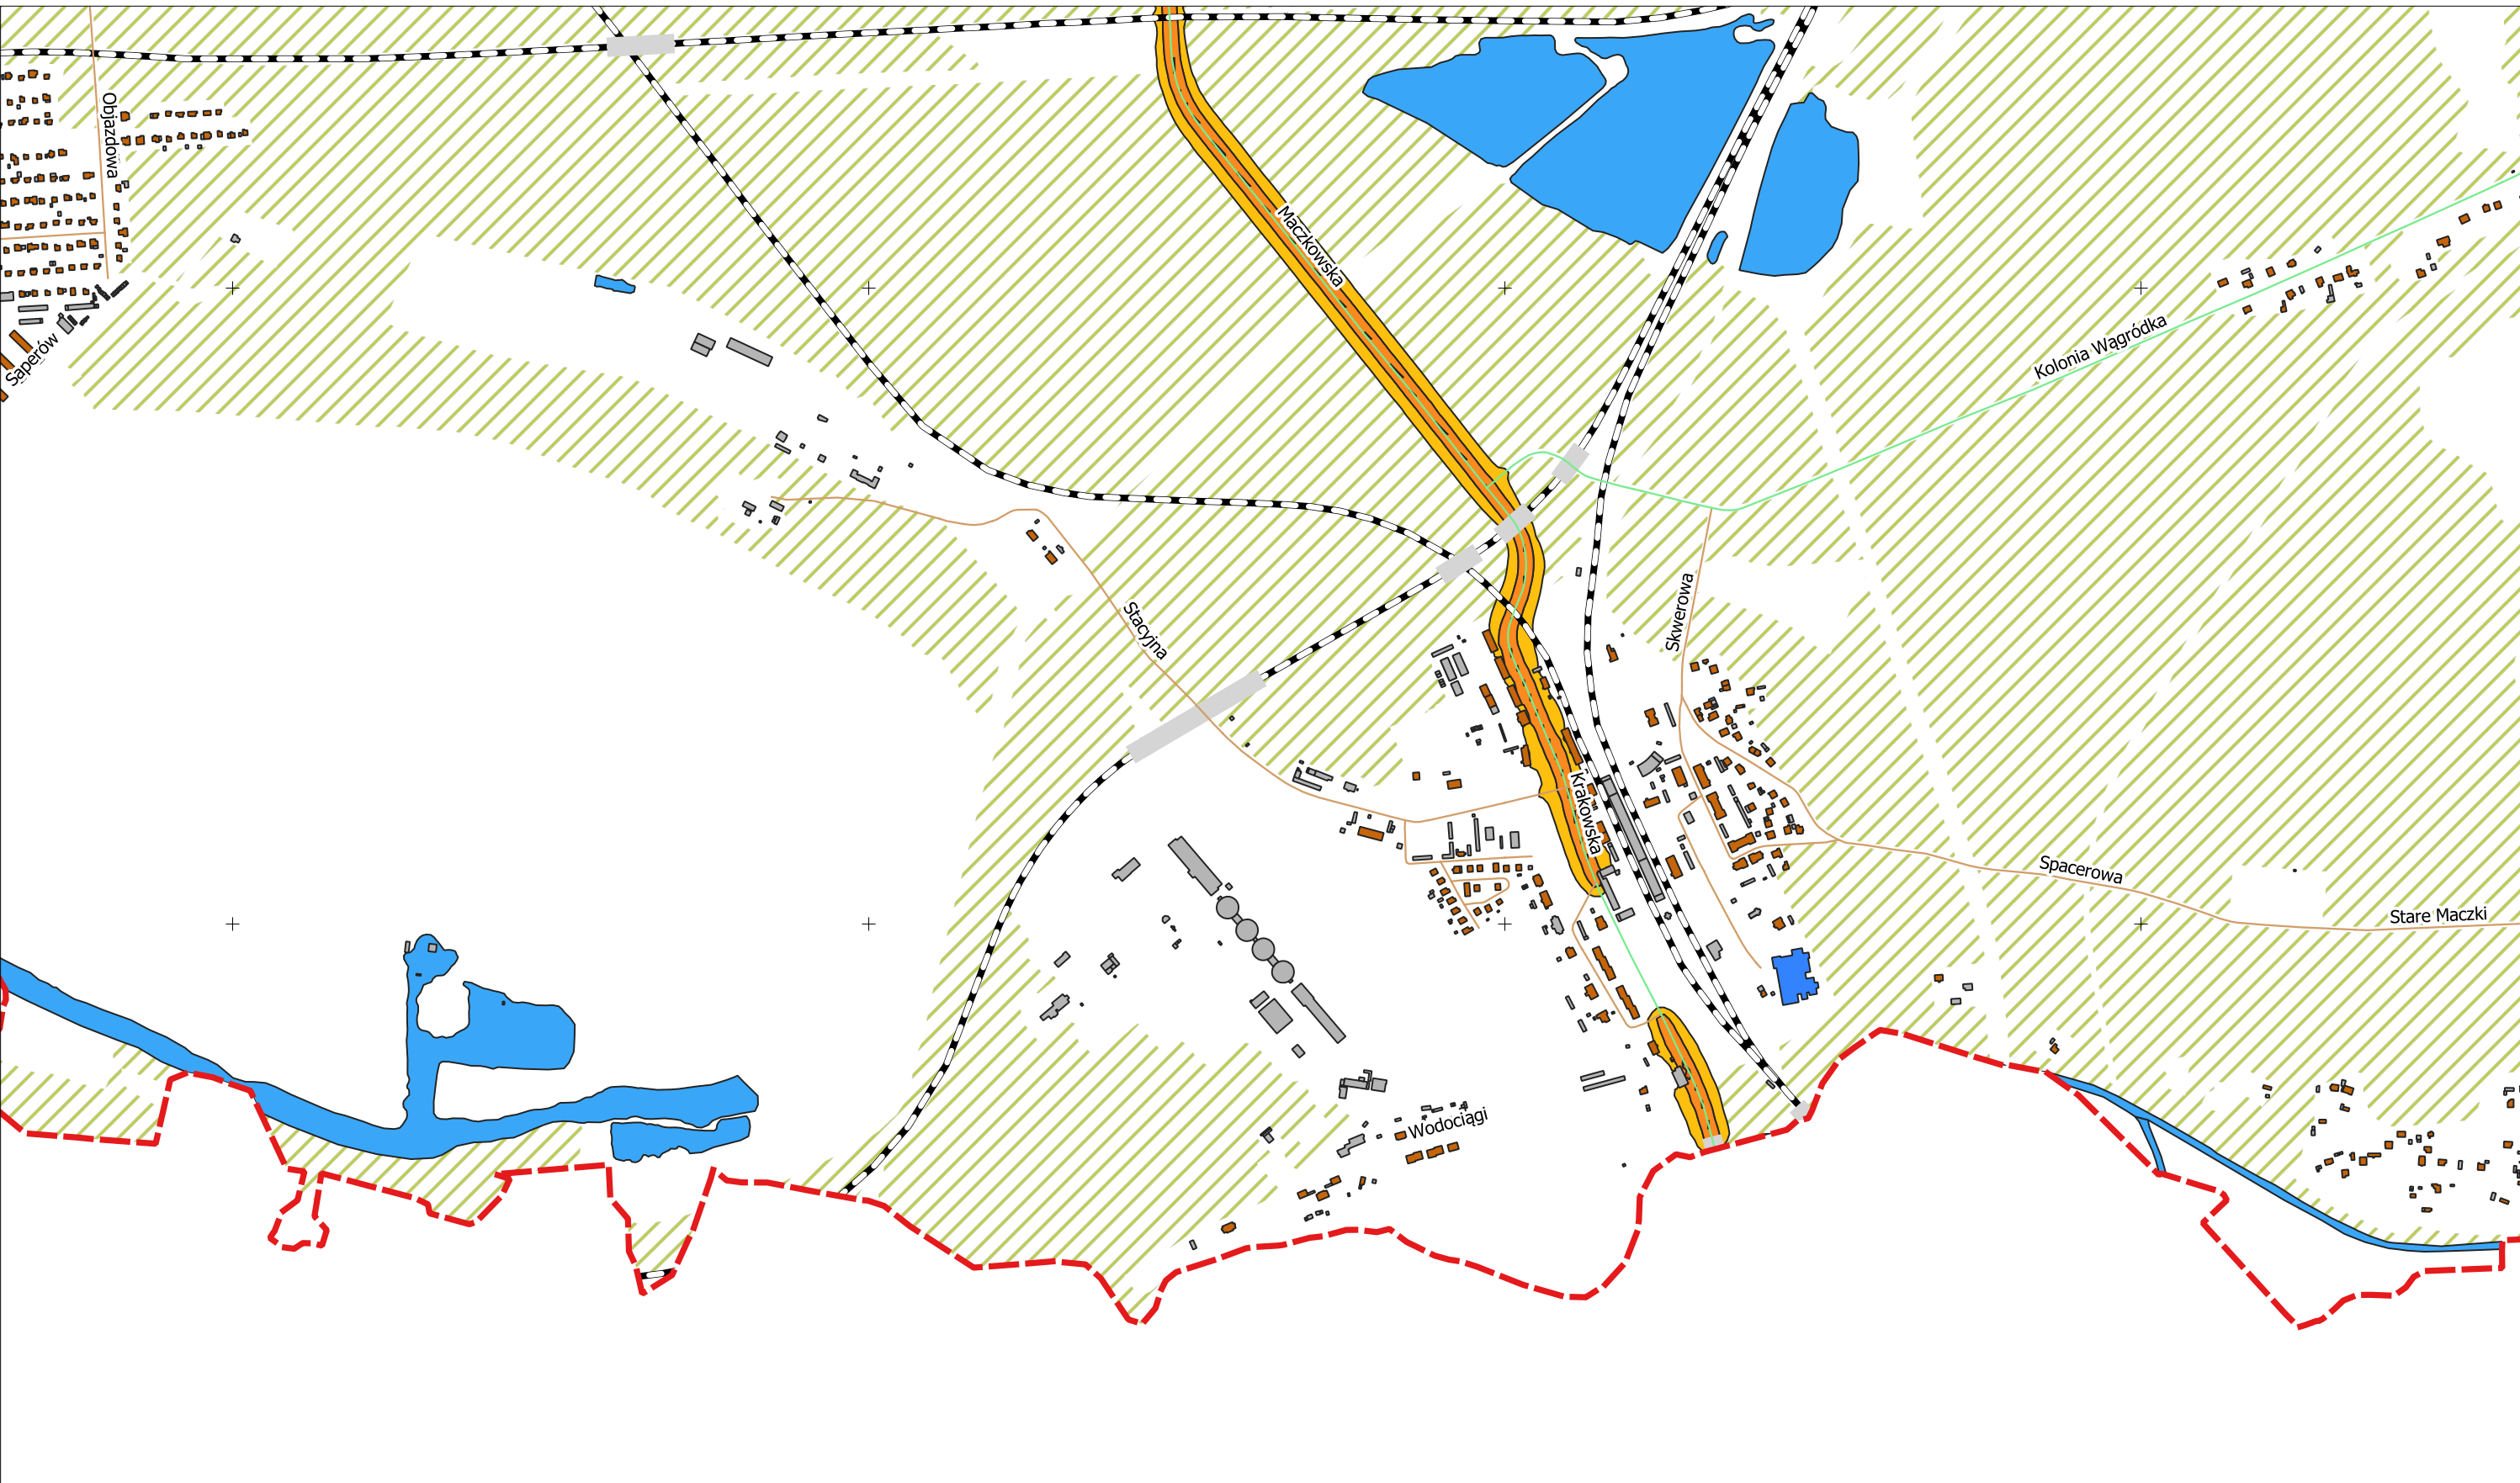 Objazdowa
Maczkowska
Kolonia Wągródka
Saperów
Skwerowa
Stacyjna
Krakowska
Spacerowa
Stare Maczki
Wodociągi